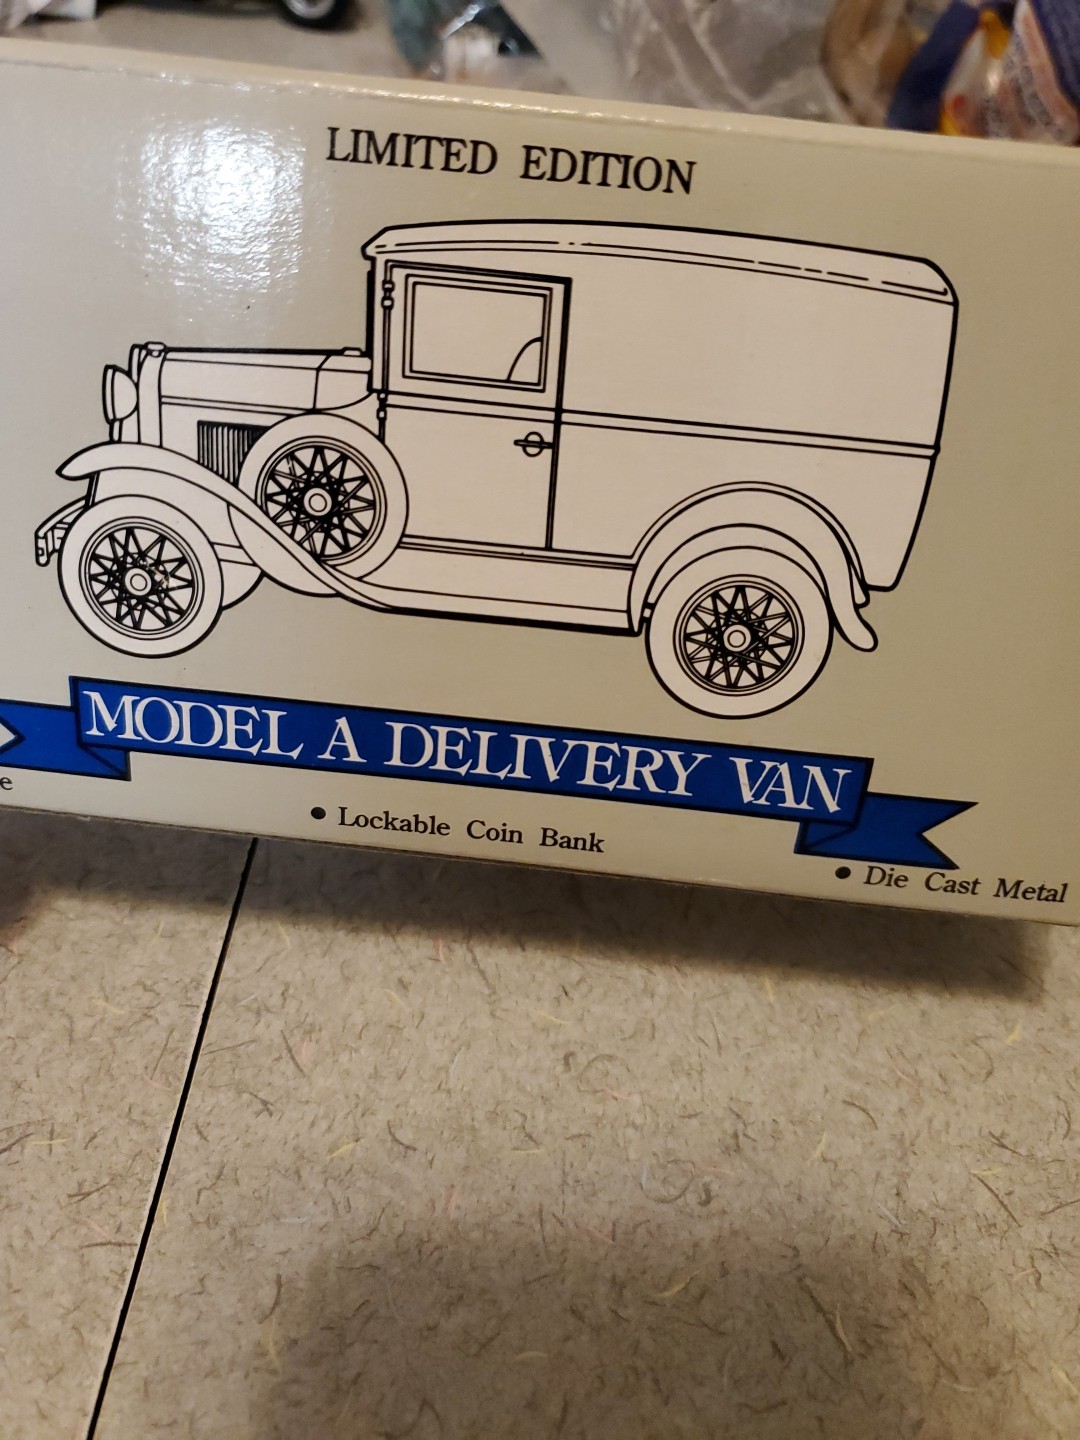 LIMITED EDITION
MODEL A DELIVERY VAN
e
● Lockable Coin Bank
● Die Cast Metal